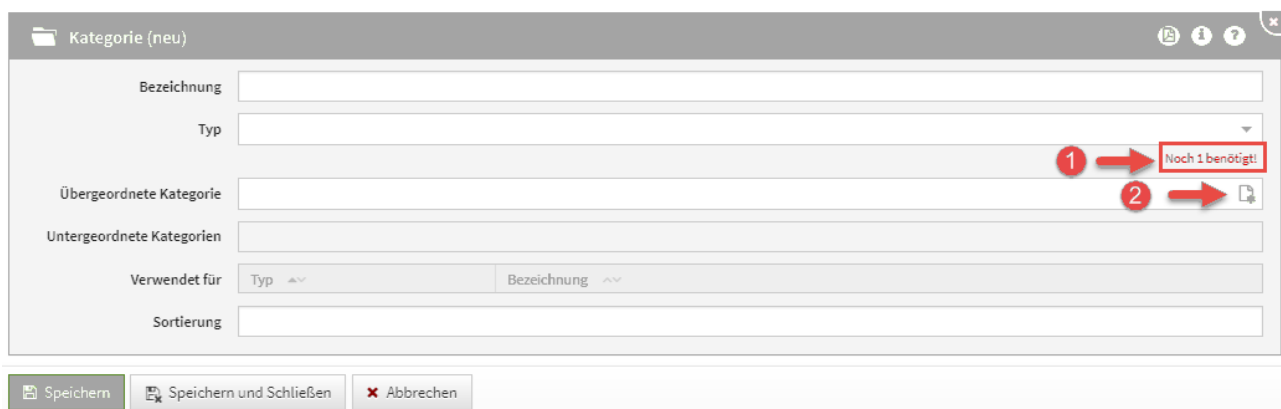 Kategorie (neu)
Bezeichnung
Typ
1 Noch 1 benötigt!
Übergeordnete Kategorie
2
Untergeordnete Kategorien
Verwendet für Typ Bezeichnung
Sortierung
Speichern Speichern und Schließen Abbrechen